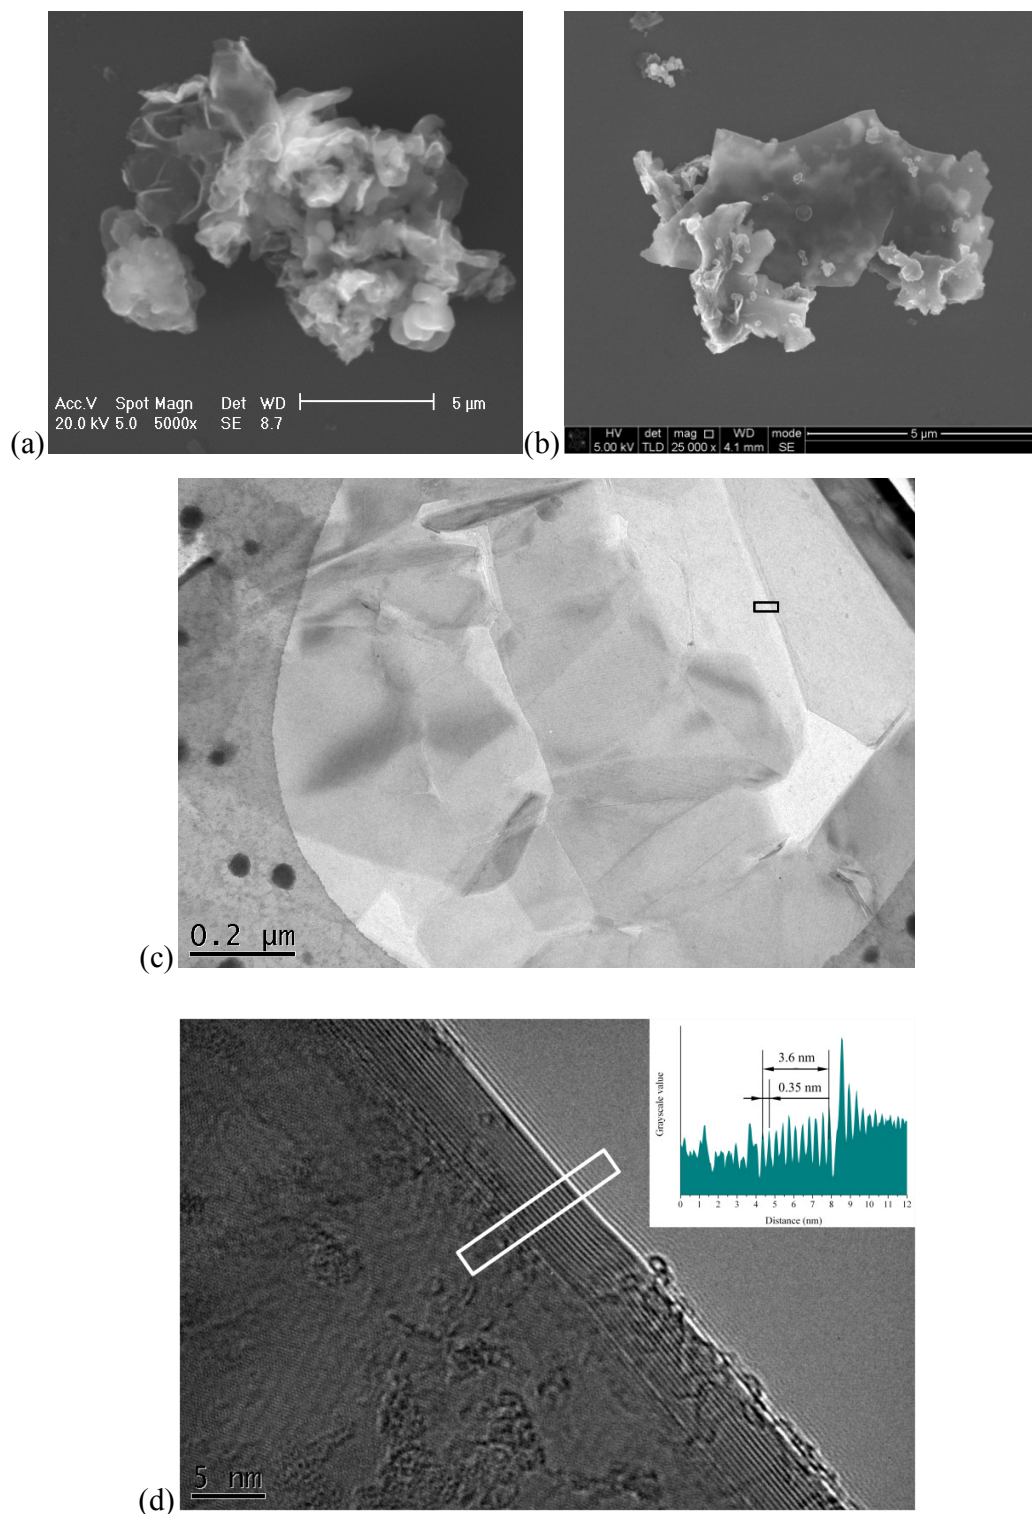 Acc.V Spot Magn Det WD
20.0 kV 5.0 5000x SE 8.7
5 µm
(a)
HV det mag □ WD mode
5.00 kV TLD 25 000 x 4.1 mm SE
5 µm
(b)
0.2 µm
(c)
3.6 nm
0.35 nm
Grayscale value
0 1 2 3 4 5 6 7 8 9 10 11 12
Distance (nm)
5 nm
(d)